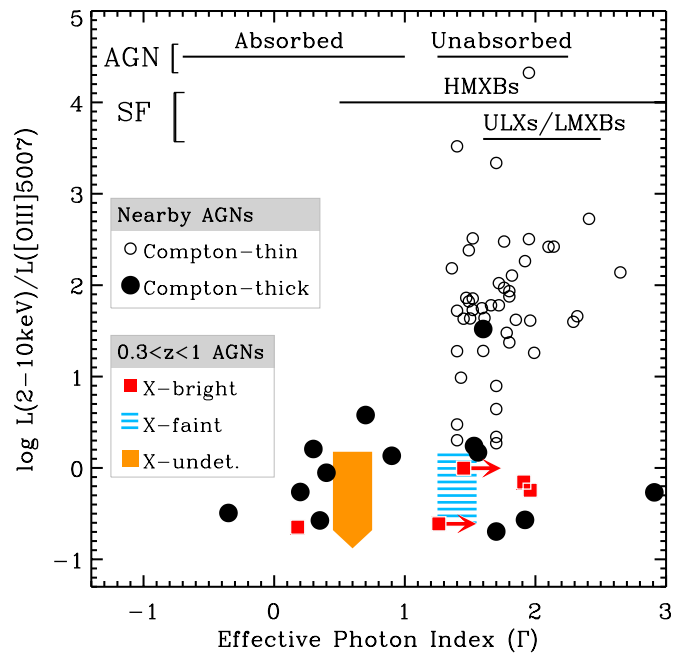 5
Absorbed
Unabsorbed
AGN
HMXBs
4
SF
ULXs/LMXBs
3
Nearby AGNs
Compton-thin
Compton-thick
2
0.3<z<1 AGNs
X-bright
X-faint
X-undet.
1
0
-1
log L(2-10keV)/L([OIII]5007)
-1 0 1 2 3
Effective Photon Index (Γ)